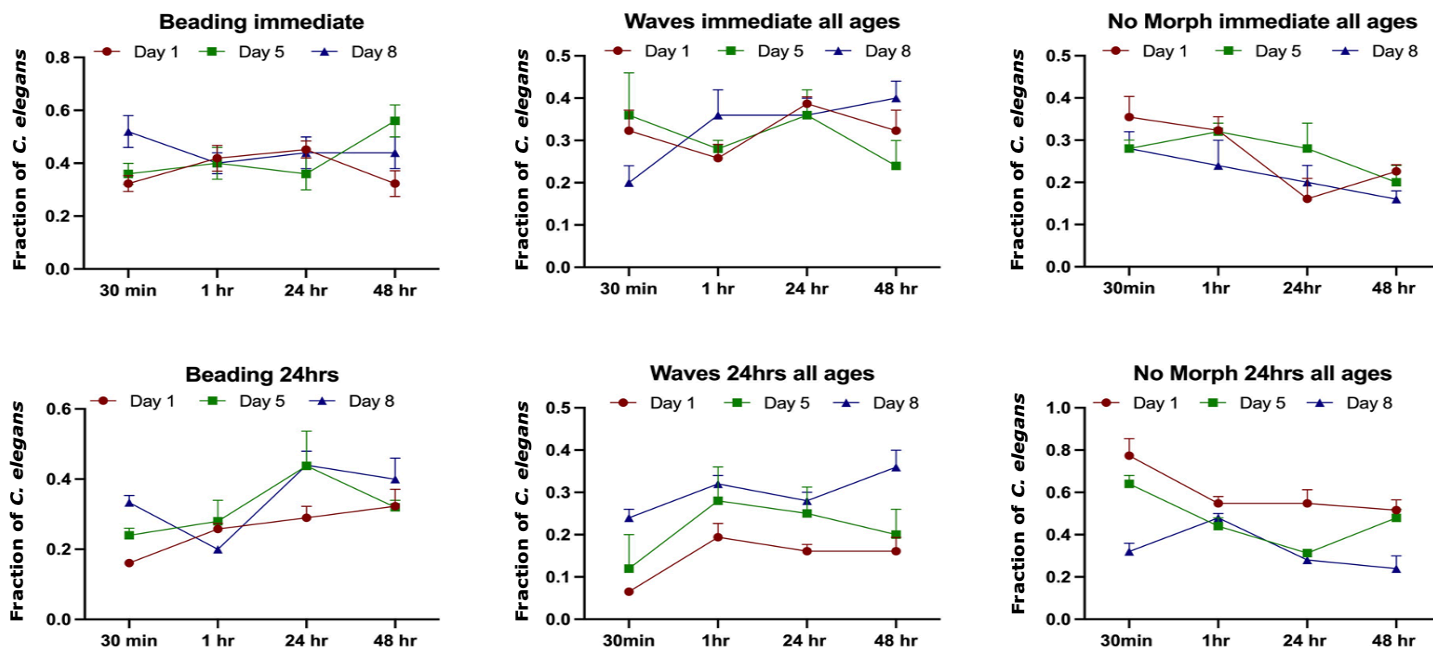 Beading immediate
Day 1 Day 5 Day 8
Fraction of C. elegans
0.8
0.6
0.4
0.2
0.0
30 min 1 hr 24 hr 48 hr
Waves immediate all ages
Day 1 Day 5 Day 8
Fraction of C. elegans
0.5
0.4
0.3
0.3
0.1
0.0
30 min 1 hr 24 hr 48 hr
No Morph immediate all ages
Day 1 Day 5 Day 8
Fraction of C. elegans
0.5
0.4
0.3
0.2
0.1
0.0
30min 1hr 24hr 48 hr
Beading 24hrs
Day 1 Day 5 Day 8
Fraction of C. elegans
0.6
0.4
0.2
0.0
30 min 1 hr 24 hr 48 hr
Waves 24hrs all ages
Day 1 Day 5 Day 8
Fraction of C. elegans
0.5
0.4
0.3
0.2
0.1
0.0
30min 1hr 24hr 48 hr
No Morph 24hrs all ages
Day 1 Day 5 Day 8
Fraction of C. elegans
1.0
0.8
0.6
0.4
0.2
0.0
30min 1hr 24 hr 48 hr